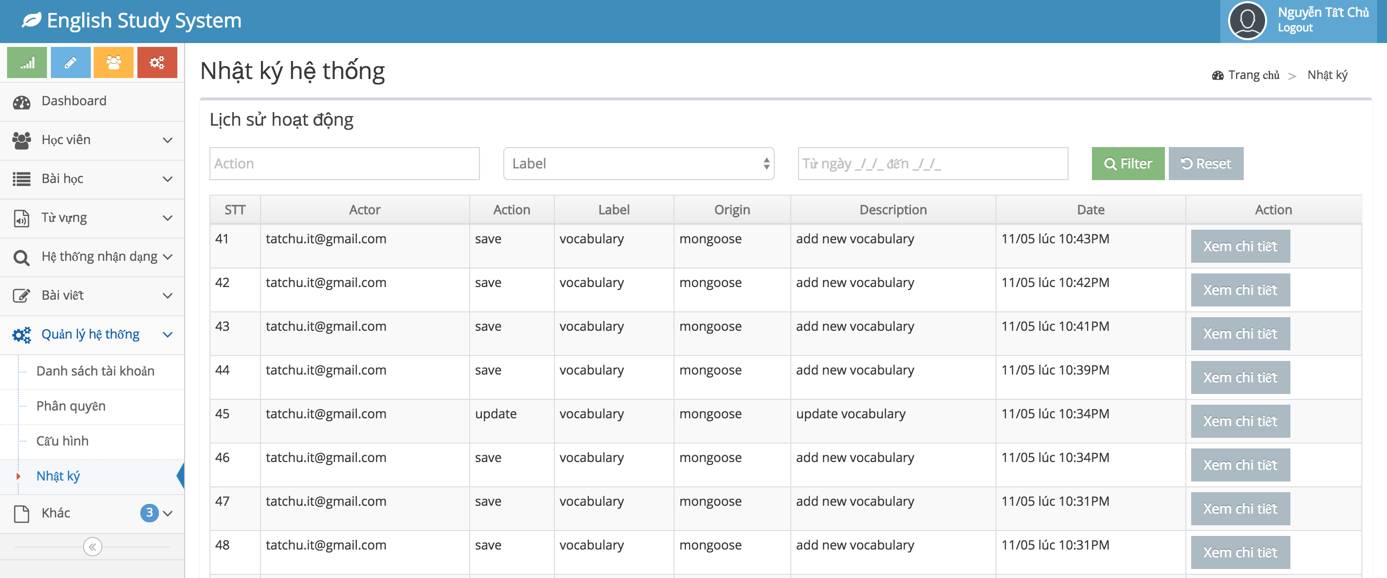 English Study System
Nguyễn Tất Chủ
Logout
Dashboard
Học viên
Bài học
Từ vựng
Hệ thống nhận dạng
Bài viết
Quản lý hệ thống
Danh sách tài khoản
Phân quyền
Cấu hình
Nhật ký
Khác 3
Nhật ký hệ thống
Trang chủ > Nhật ký
Lịch sử hoạt động
Action Label Từ ngày _/_/_ đến _/_/_ Filter Reset
STT Actor Action Label Origin Description Date Action
41 tatchu.it@gmail.com save vocabulary mongoose add new vocabulary 11/05 lúc 10:43PM Xem chi tiết
42 tatchu.it@gmail.com save vocabulary mongoose add new vocabulary 11/05 lúc 10:42PM Xem chi tiết
43 tatchu.it@gmail.com save vocabulary mongoose add new vocabulary 11/05 lúc 10:41PM Xem chi tiết
44 tatchu.it@gmail.com save vocabulary mongoose add new vocabulary 11/05 lúc 10:39PM Xem chi tiết
45 tatchu.it@gmail.com update vocabulary mongoose update vocabulary 11/05 lúc 10:34PM Xem chi tiết
46 tatchu.it@gmail.com save vocabulary mongoose add new vocabulary 11/05 lúc 10:34PM Xem chi tiết
47 tatchu.it@gmail.com save vocabulary mongoose add new vocabulary 11/05 lúc 10:31PM Xem chi tiết
48 tatchu.it@gmail.com save vocabulary mongoose add new vocabulary 11/05 lúc 10:31PM Xem chi tiết